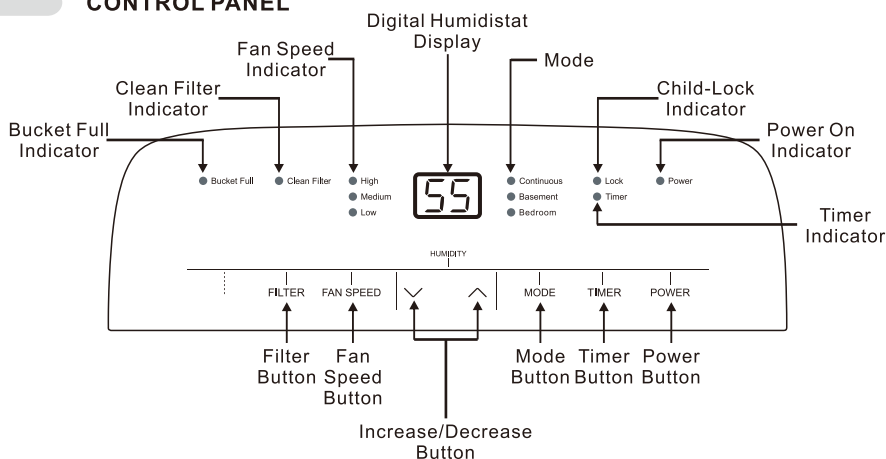 CONTROL PANEL
Digital Humidistat
Display
Fan Speed
Indicator
Mode
Clean Filter
Indicator
Child-Lock
Indicator
Bucket Full
Indicator
Power On
Indicator
Bucket Full
Clean Filter
High
Medium
Low
55
Continuous
Basement
Bedroom
Lock
Timer
Power
Timer
Indicator
HUMIDITY
FILTER
FAN SPEED
MODE
TIMER
POWER
Filter
Button
Fan
Speed
Button
Mode
Button
Timer
Button
Power
Button
Increase/Decrease
Button